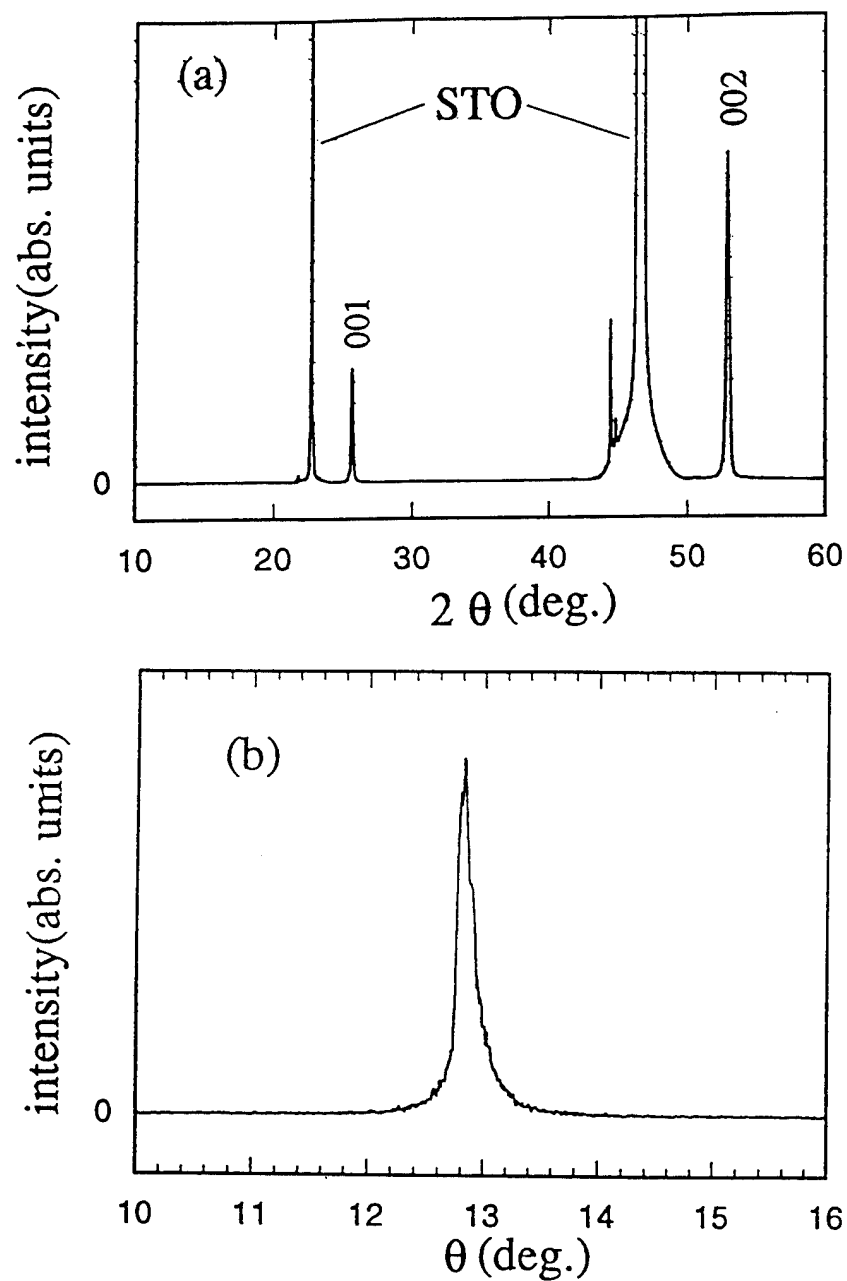 (a)
STO
001
002
intensity(abs. units)
0
10 20 30 40 50 60
2 θ (deg.)
(b)
intensity(abs. units)
0
10 11 12 13 14 15 16
θ (deg.)